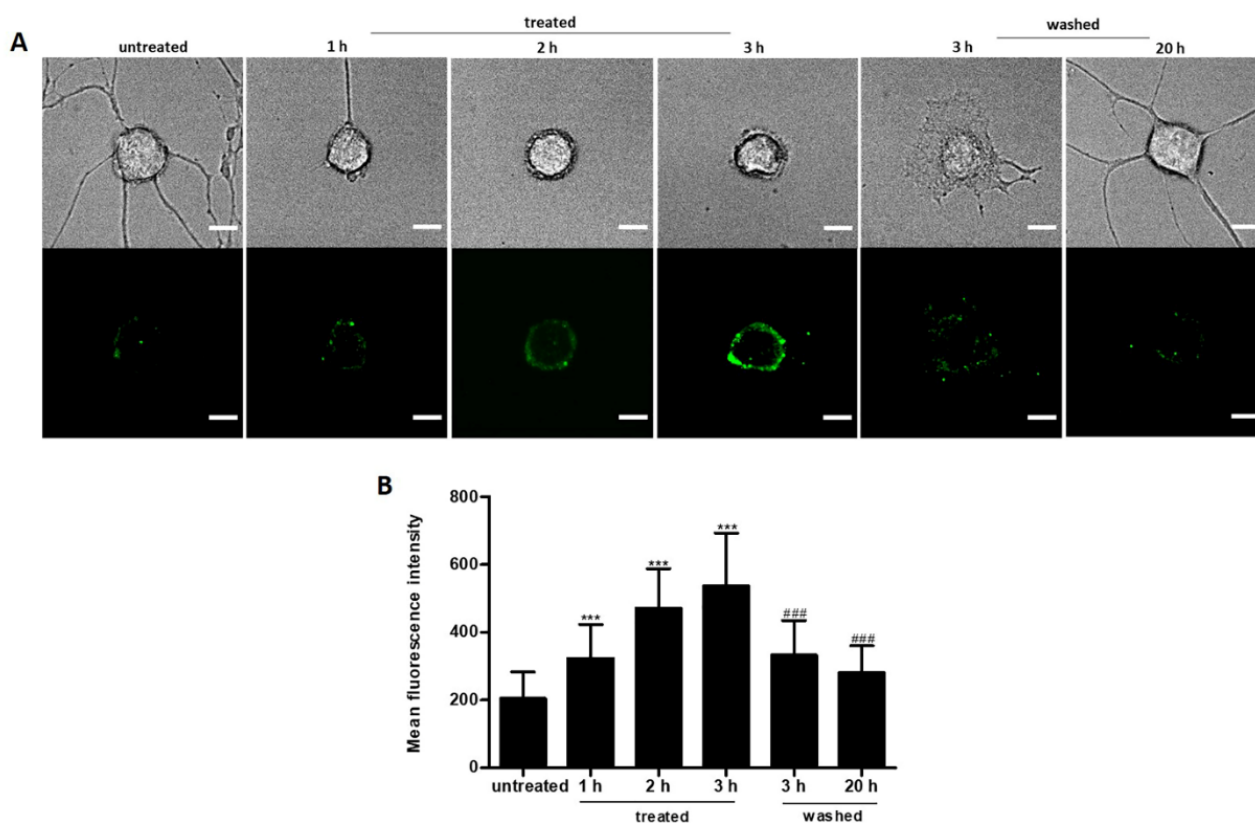 A
treated
washed
untreated 1 h 2 h 3 h 3 h 20 h
B
Mean fluorescence intensity
800
600
400
200
0
***
***
***
###
###
untreated 1 h 2 h 3 h 3 h 20 h
treated washed